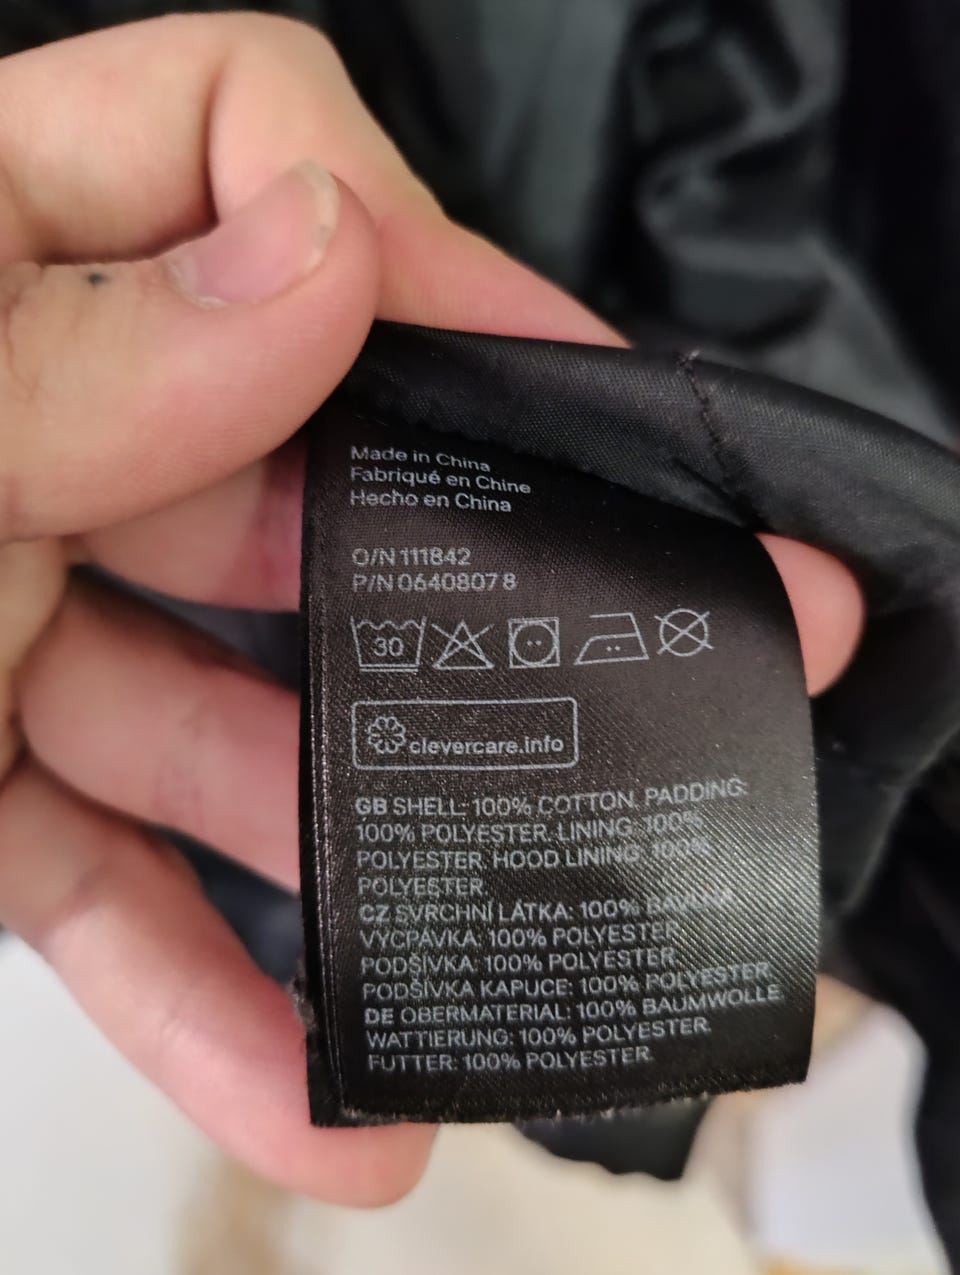 Made in China
Fabriqué en Chine
Hecho en China
O/N 111842
P/N 0640807 8
30
clevercare.info
GB SHELL: 100% COTTON. PADDING:
100% POLYESTER. LINING: 100%
POLYESTER. HOOD LINING: 100%
POLYESTER.
CZ SVRCHNÍ LÁTKA: 100% BAVLNA.
VYCPÁVKA: 100% POLYESTER.
PODŠÍVKA: 100% POLYESTER.
PODŠÍVKA KAPUCE: 100% POLYESTER.
DE OBERMATERIAL: 100% BAUMWOLLE.
WATTIERUNG: 100% POLYESTER.
FUTTER: 100% POLYESTER.